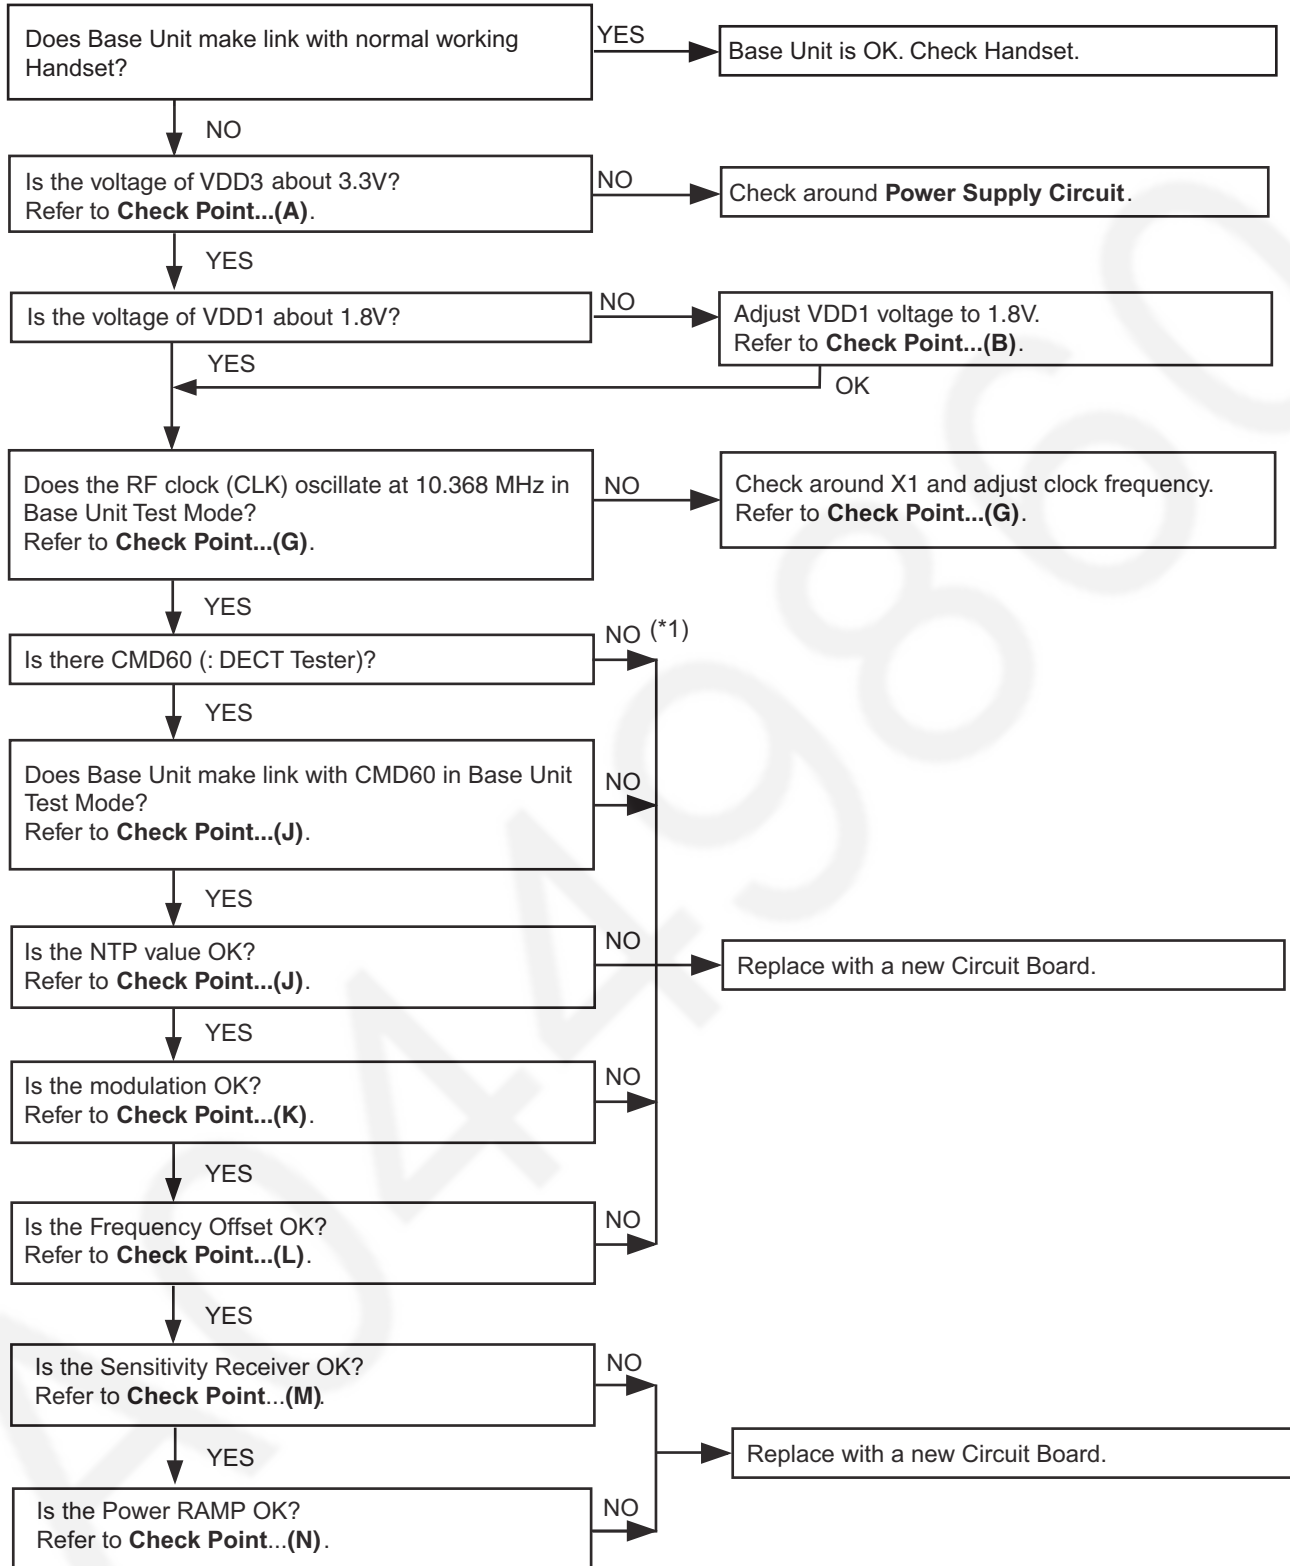 Does Base Unit make link with normal working
Handset?
YES
Base Unit is OK. Check Handset.
NO
Is the voltage of VDD3 about 3.3V?
Refer to Check Point...(A).
NO
Check around Power Supply Circuit.
YES
Is the voltage of VDD1 about 1.8V?
NO
Adjust VDD1 voltage to 1.8V.
Refer to Check Point...(B).
YES
OK
Does the RF clock (CLK) oscillate at 10.368 MHz in
Base Unit Test Mode?
Refer to Check Point...(G).
NO
Check around X1 and adjust clock frequency.
Refer to Check Point...(G).
YES
Is there CMD60 (: DECT Tester)?
NO (*1)
YES
Does Base Unit make link with CMD60 in Base Unit
Test Mode?
Refer to Check Point...(J).
NO
YES
Is the NTP value OK?
Refer to Check Point...(J).
NO
Replace with a new Circuit Board.
YES
Is the modulation OK?
Refer to Check Point...(K).
NO
YES
Is the Frequency Offset OK?
Refer to Check Point...(L).
NO
YES
Is the Sensitivity Receiver OK?
Refer to Check Point...(M).
NO
YES
Replace with a new Circuit Board.
Is the Power RAMP OK?
Refer to Check Point...(N).
NO